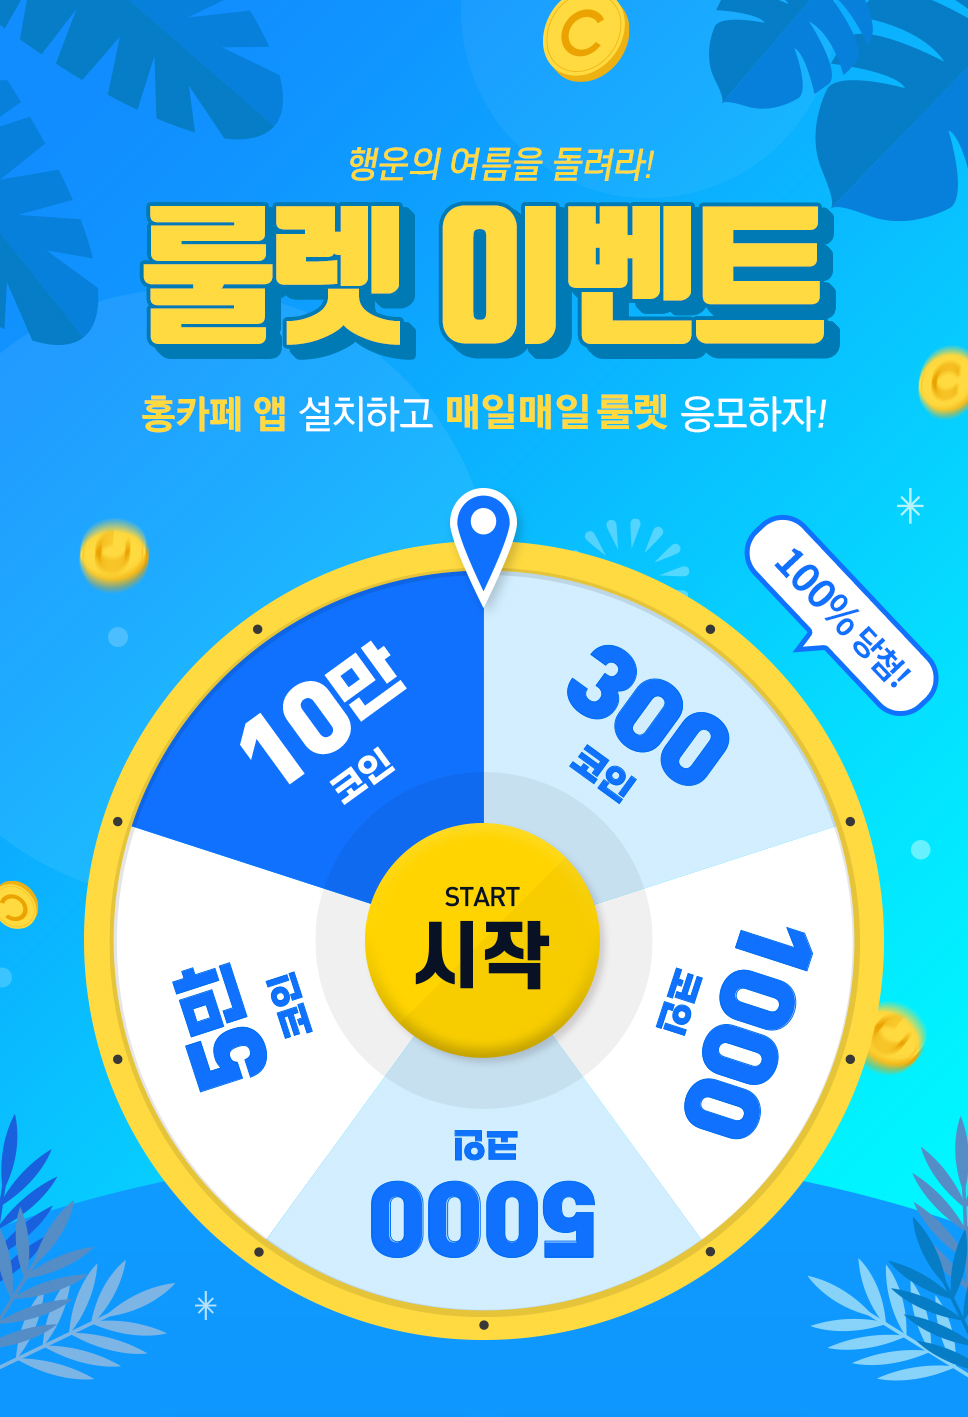 행운의 여름을 돌려라!
룰렛 이벤트
홍카페 앱 설치하고 매일매일 룰렛 응모하자!
100% 당첨!
10만
코인
300
코인
START
시작
5만
코인
1000
코인
5000
코인